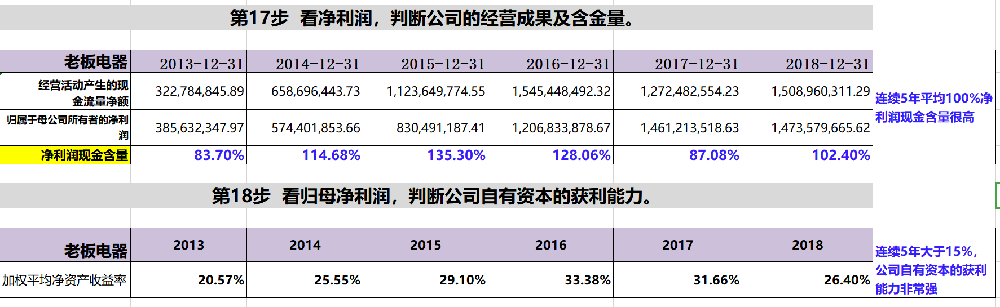 第17步 看净利润，判断公司的经营成果及含金量。
老板电器 2013-12-31 2014-12-31 2015-12-31 2016-12-31 2017-12-31 2018-12-31
经营活动产生的现
金流量净额 322,784,845.89 658,696,443.73 1,123,649,774.55 1,545,448,492.32 1,272,482,554.23 1,508,960,311.29
归属于母公司所有者的净利
润 385,632,347.97 574,401,853.66 830,491,187.41 1,206,833,878.67 1,461,213,518.63 1,473,579,665.62
净利润现金含量 83.70% 114.68% 135.30% 128.06% 87.08% 102.40%
连续5年平均100%净
利润现金含量很高
第18步 看归母净利润，判断公司自有资本的获利能力。
老板电器 2013 2014 2015 2016 2017 2018
加权平均净资产收益率 20.57% 25.55% 29.10% 33.38% 31.66% 26.40%
连续5年大于15%，
公司自有资本的获利
能力非常强